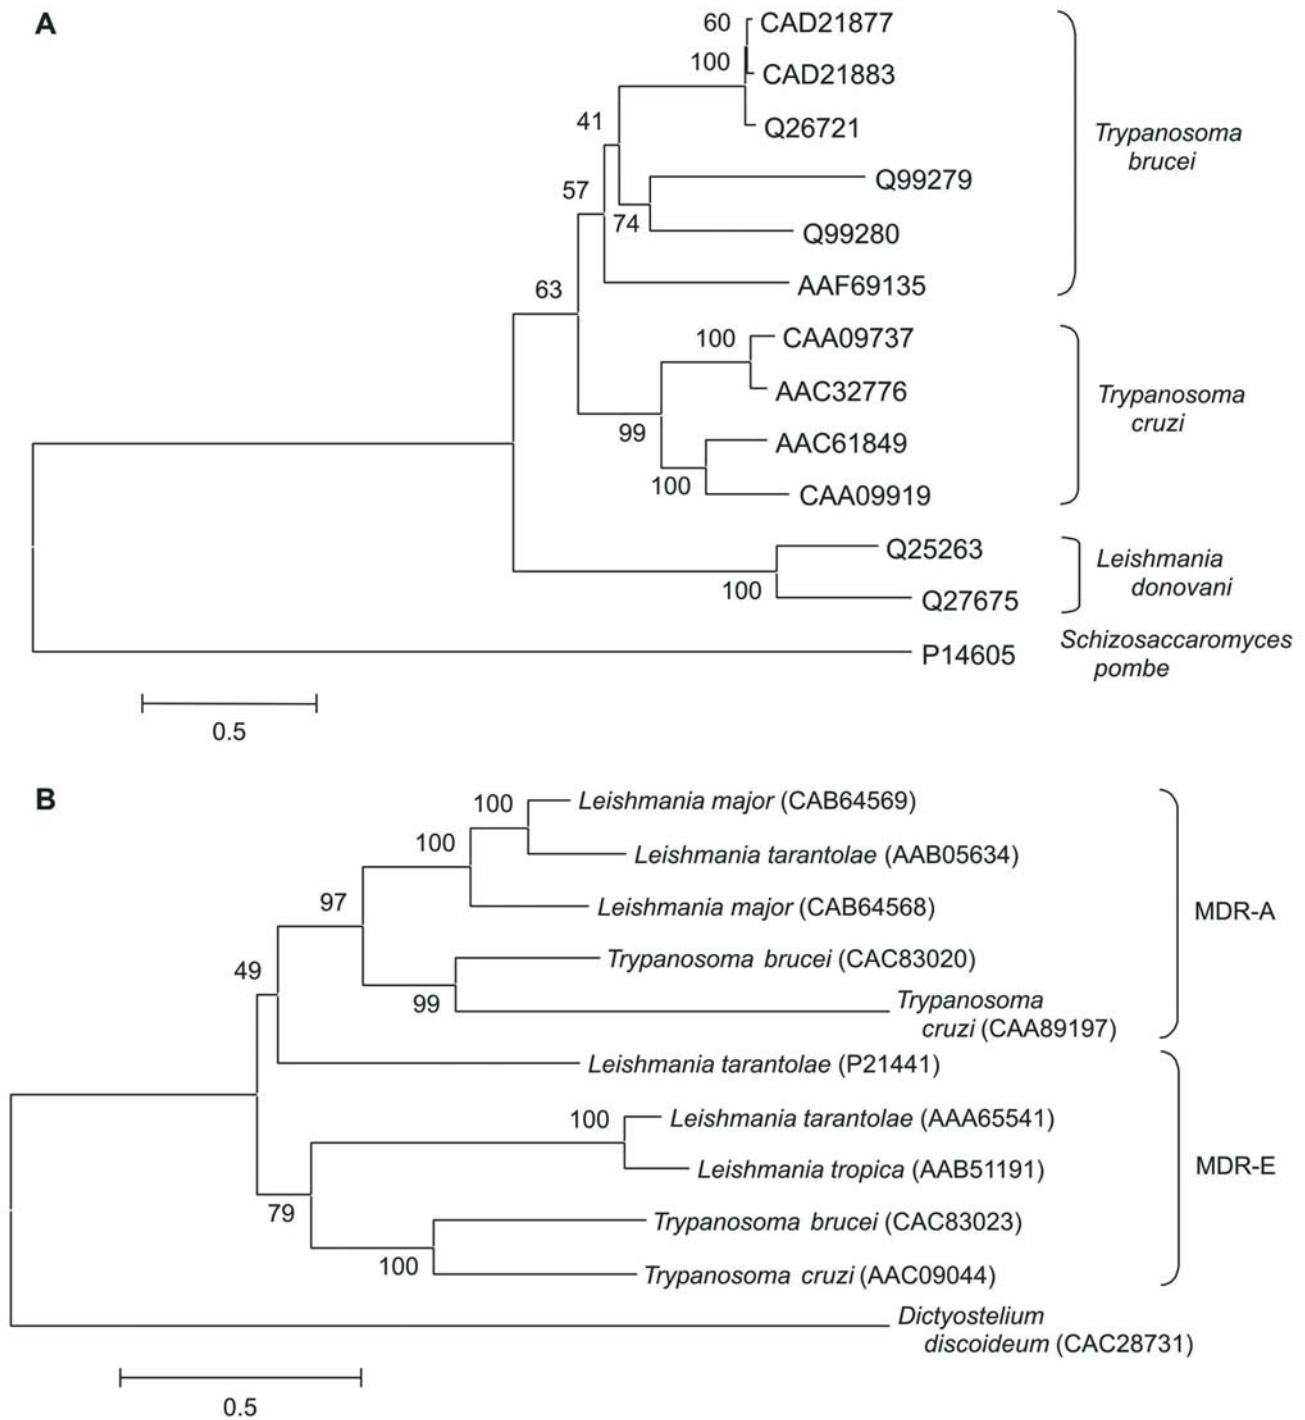 A
60
CAD21877
100
CAD21883
41
Q26721
Trypanosoma
brucei
57
Q99279
74
Q99280
63
AAF69135
100
CAA09737
AAC32776
Trypanosoma
cruzi
99
AAC61849
100
CAA09919
Q25263
Leishmania
donovani
100
Q27675
P14605
Schizosaccaromyces
pombe
0.5
B
100
Leishmania major (CAB64569)
100
Leishmania tarantolae (AAB05634)
97
Leishmania major (CAB64568)
MDR-A
49
Trypanosoma brucei (CAC83020)
99
Trypanosoma
cruzi (CAA89197)
Leishmania tarantolae (P21441)
100
Leishmania tarantolae (AAA65541)
Leishmania tropica (AAB51191)
MDR-E
79
Trypanosoma brucei (CAC83023)
100
Trypanosoma cruzi (AAC09044)
Dictyostelium
discoideum (CAC28731)
0.5